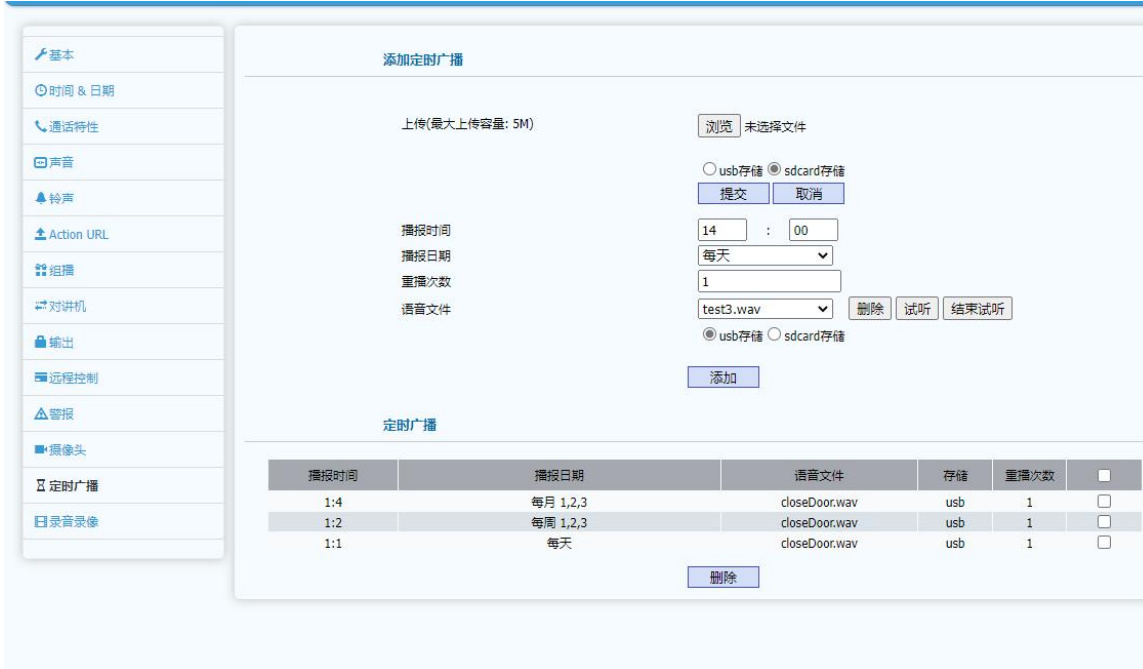 基本
时间 & 日期
通话特性
声音
铃声
Action URL
组播
对讲机
输出
远程控制
警报
摄像头
定时广播
录音录像
添加定时广播
上传(最大上传容量: 5M) 浏览 未选择文件
usb存储 sdcard存储
提交 取消
播报时间 14 : 00
播报日期 每天
重播次数 1
语音文件 test3.wav 删除 试听 结束试听
usb存储 sdcard存储
添加
定时广播
播报时间 播报日期 语音文件 存储 重播次数
1:4 每月 1,2,3 closeDoor.wav usb 1
1:2 每周 1,2,3 closeDoor.wav usb 1
1:1 每天 closeDoor.wav usb 1
删除